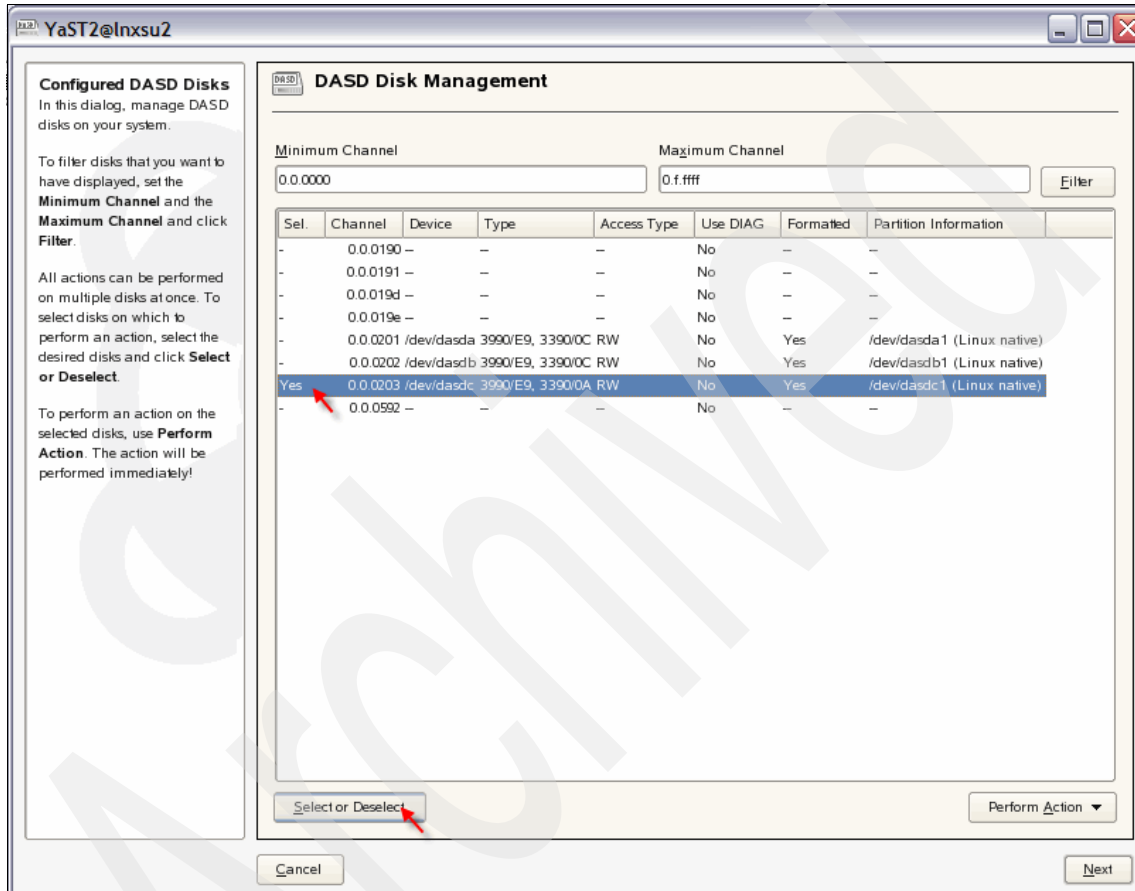 YaST2@lnxsu2
Configured DASD Disks
In this dialog, manage DASD
disks on your system.
To filter disks that you want to
have displayed, set the
Minimum Channel and the
Maximum Channel and click
Filter.
All actions can be performed
on multiple disks at once. To
select disks on which to
perform an action, select the
desired disks and click Select
or Deselect.
To perform an action on the
selected disks, use Perform
Action. The action will be
performed immediately!
DASD DASD Disk Management
Minimum Channel Maximum Channel
0.0.0000 0.f.ffff Filter
Sel. Channel Device Type Access Type Use DIAG Formatted Partition Information
- 0.0.0190 -- -- -- No -- --
- 0.0.0191 -- -- -- No -- --
- 0.0.019d -- -- -- No -- --
- 0.0.019e -- -- -- No -- --
- 0.0.0201 /dev/dasda 3990/E9, 3390/0C RW No Yes /dev/dasda1 (Linux native)
- 0.0.0202 /dev/dasdb 3990/E9, 3390/0C RW No Yes /dev/dasdb1 (Linux native)
Yes 0.0.0203 /dev/dasdc 3990/E9, 3390/0A RW No Yes /dev/dasdc1 (Linux native)
- 0.0.0592 -- -- -- No -- --
Select or Deselect Perform Action
Cancel Next
Archived